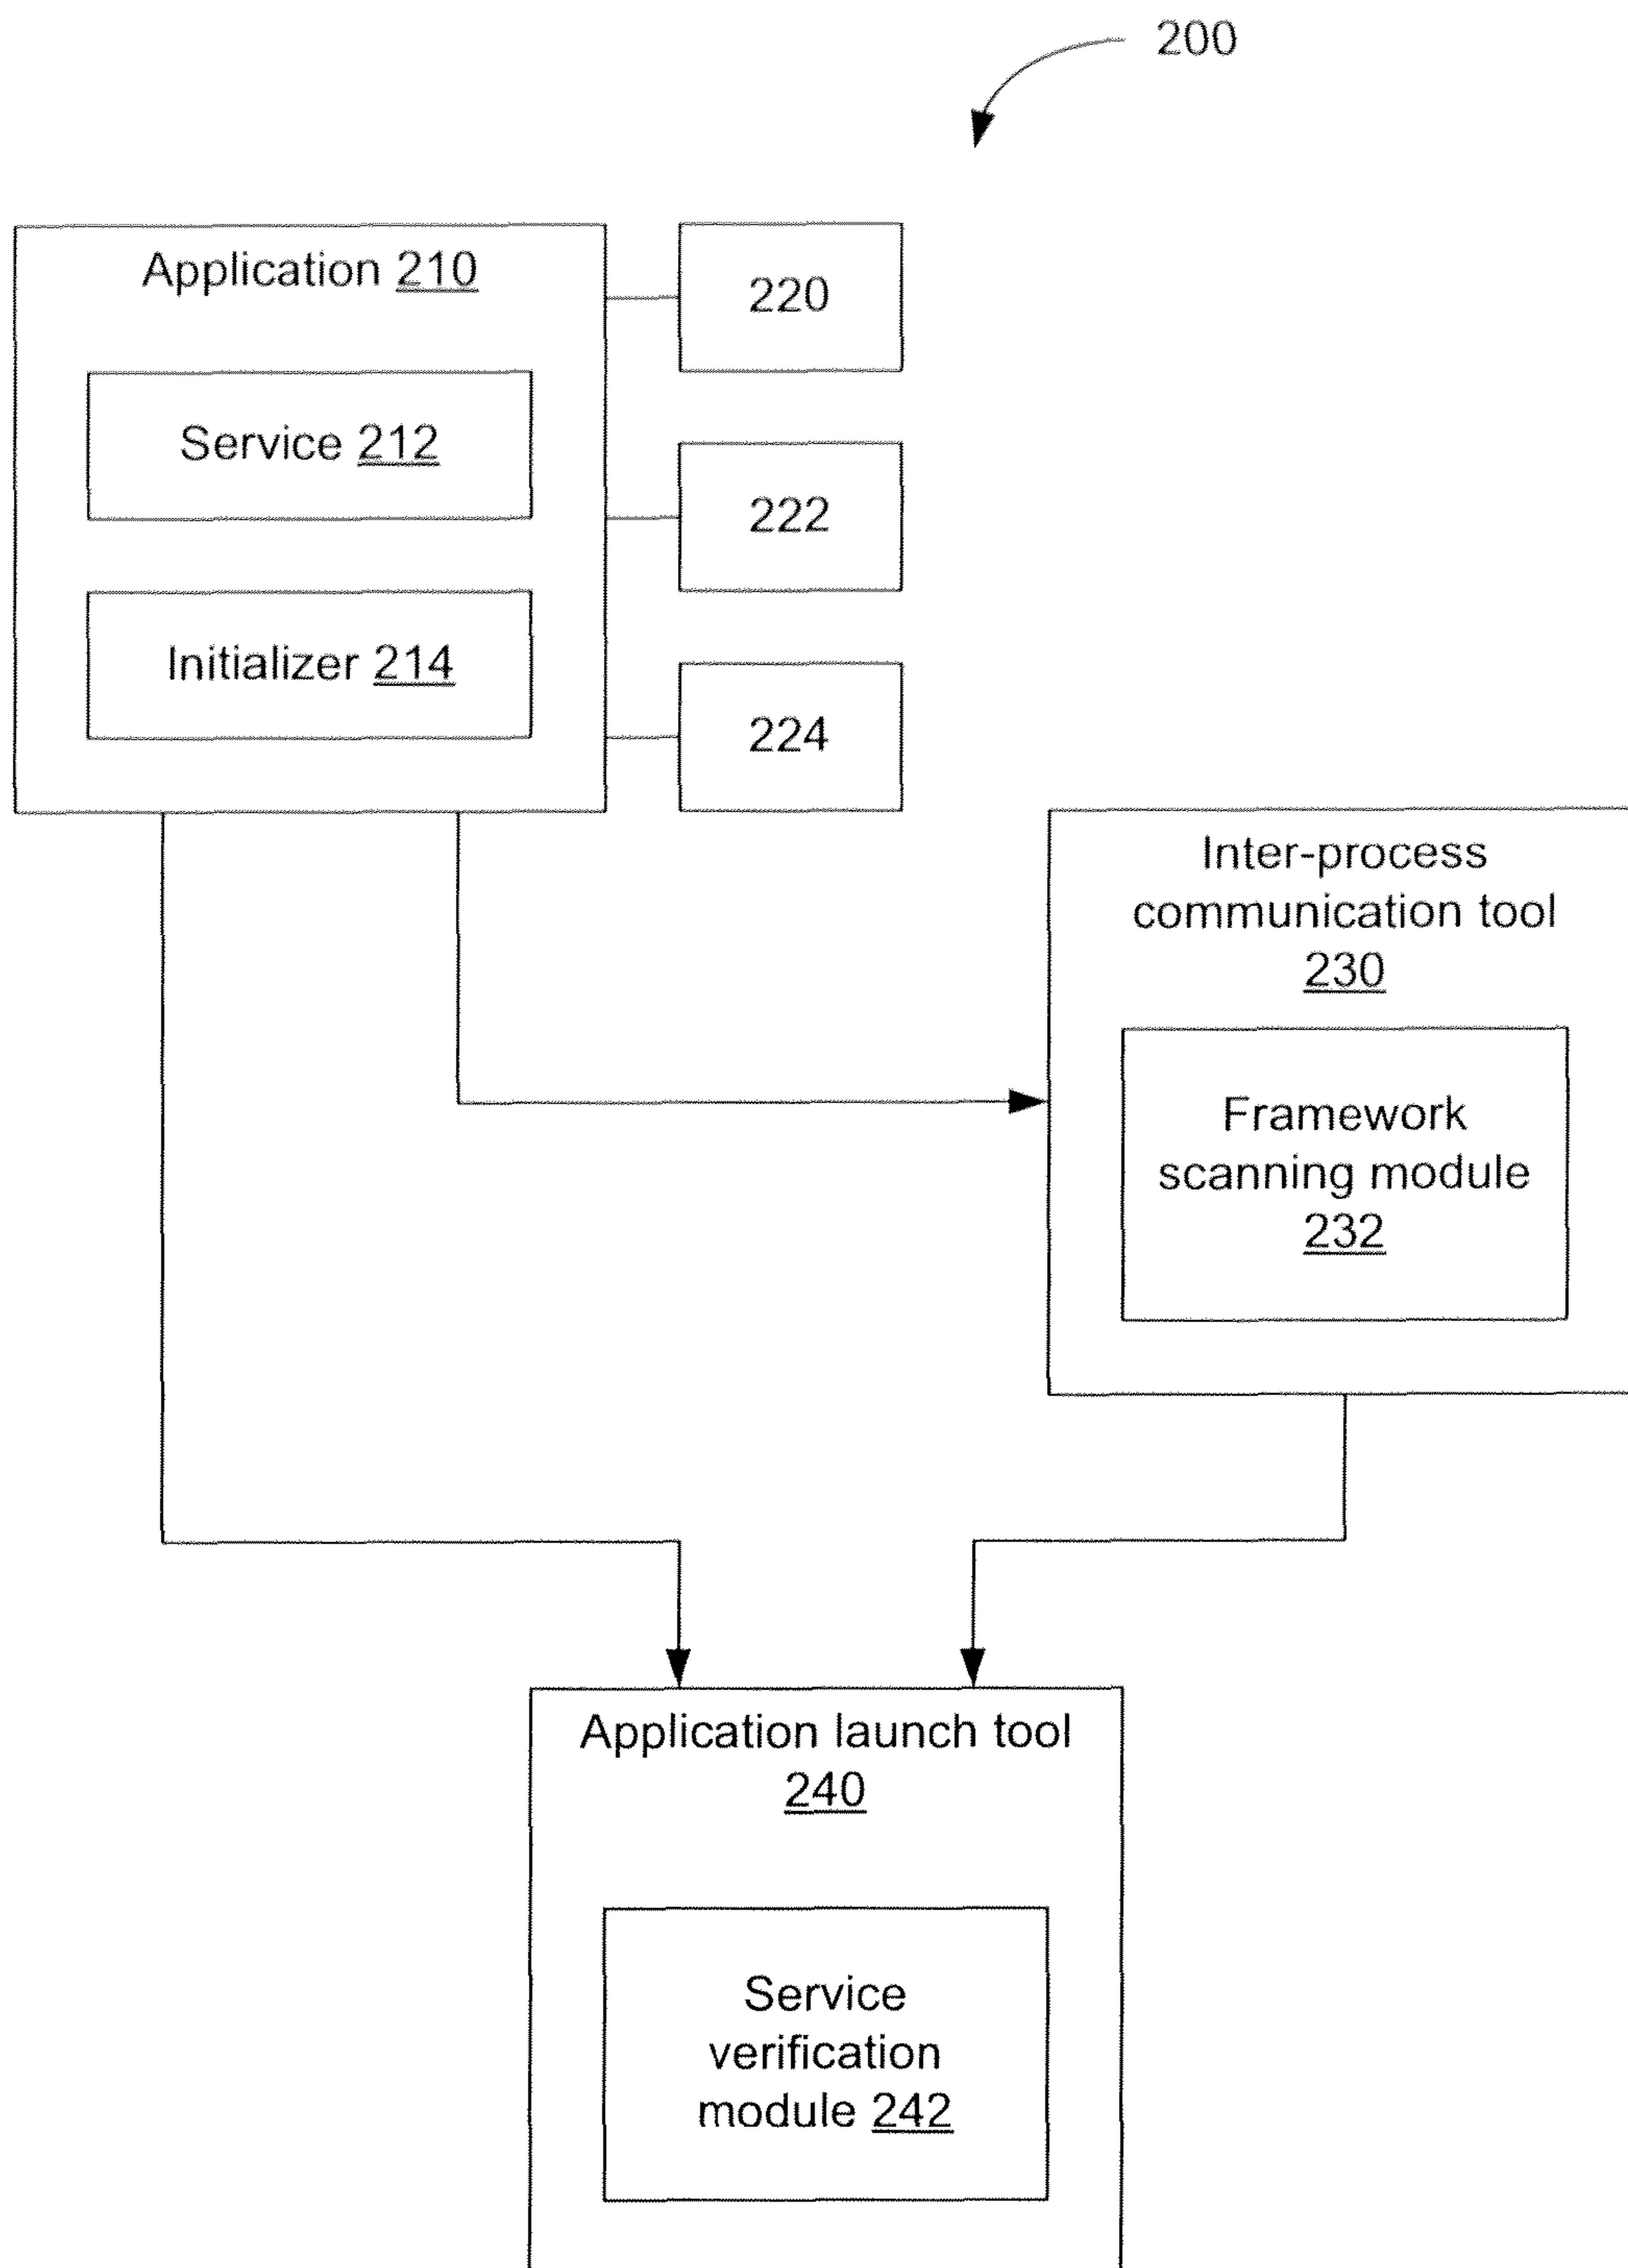 200
Application 210
220
Service 212
222
Initializer 214
224
Inter-process
communication tool
230
Framework
scanning module
232
Application launch tool
240
Service
verification
module 242